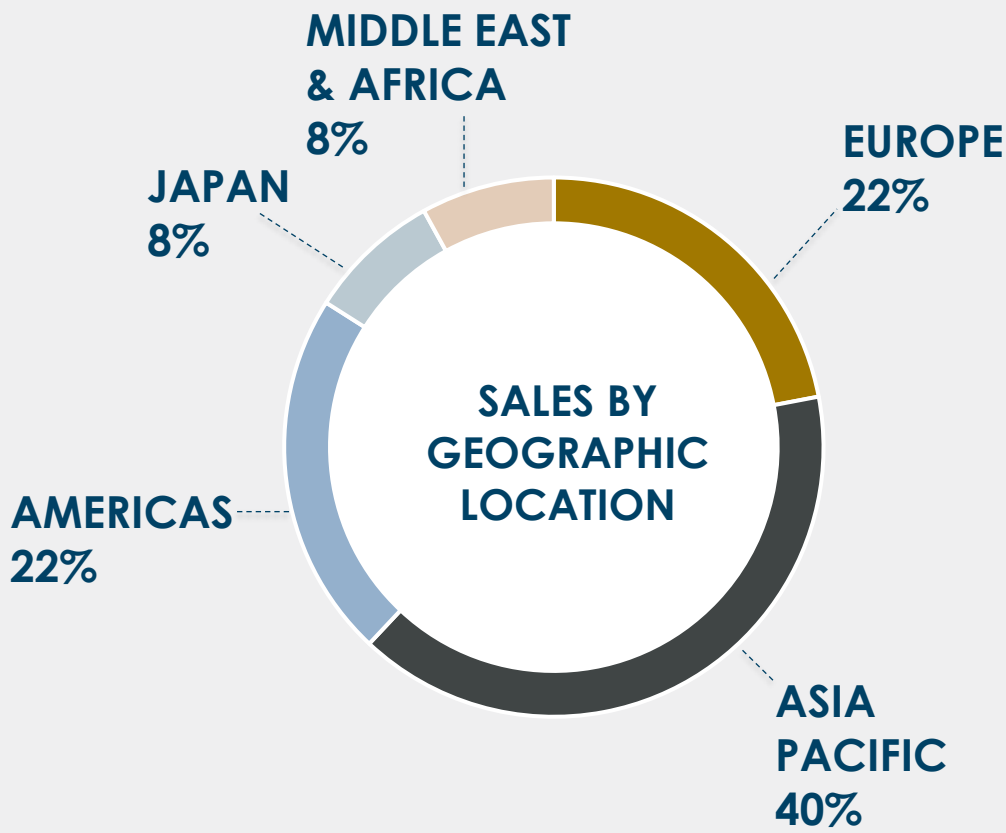 MIDDLE EAST
& AFRICA
8%
EUROPE
22%
JAPAN
8%
SALES BY
GEOGRAPHIC
LOCATION
AMERICAS
22%
ASIA
PACIFIC
40%